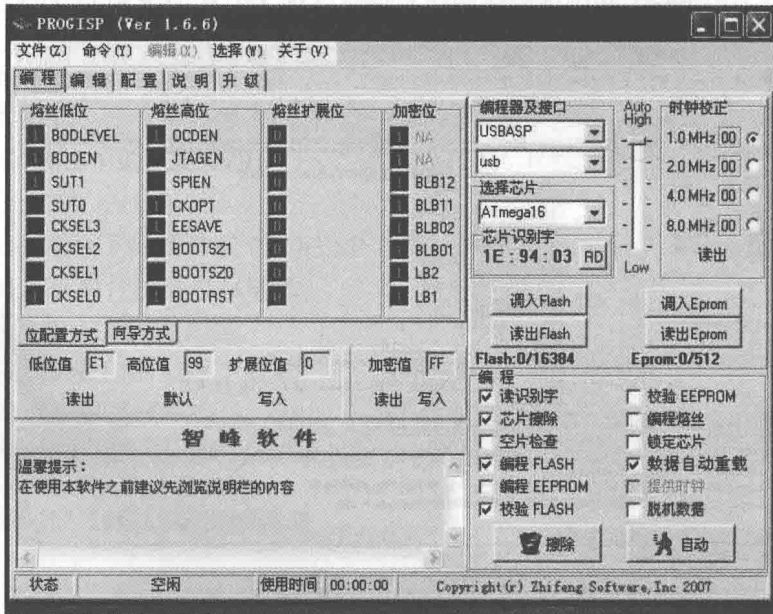 PROGISP (Ver 1.6.6)
文件(Z) 命令(Y) 编辑(X) 选择(W) 关于(V)
编程 编辑 配置 说明 升级
熔丝低位 熔丝高位 熔丝扩展位 加密位
BODLEVEL OCDEN NA
BODEN JTAGEN NA
SUT1 SPIEN BLB12
SUT0 CKOPT BLB11
CKSEL3 EESAVE BLB02
CKSEL2 BOOTSZ1 BLB01
CKSEL1 BOOTSZ0 LB2
CKSEL0 BOOTRST LB1
位配置方式 向导方式
低位值 E1 高位值 99 扩展位值 0 加密值 FF
读出 默认 写入 读出 写入
智峰软件
温馨提示：
在使用本软件之前建议先浏览说明栏的内容
编程器及接口
USBASP
usb
选择芯片
ATmega16
芯片识别字
1E:94:03 RD
Auto
High
Low
时钟校正
1.0 MHz 00
2.0 MHz 00
4.0 MHz 00
8.0 MHz 00
读出
调入Flash 调入Eprom
读出Flash 读出Eprom
Flash:0/16384 Eprom:0/512
编程
读识别字 校验 EEPROM
芯片擦除 编程熔丝
空片检查 锁定芯片
编程 FLASH 数据自动重载
编程 EEPROM 提供时钟
校验 FLASH 脱机数据
擦除 自动
状态 空闲 使用时间 00:00:00 Copyright(r) Zhifeng Software,Inc 2007